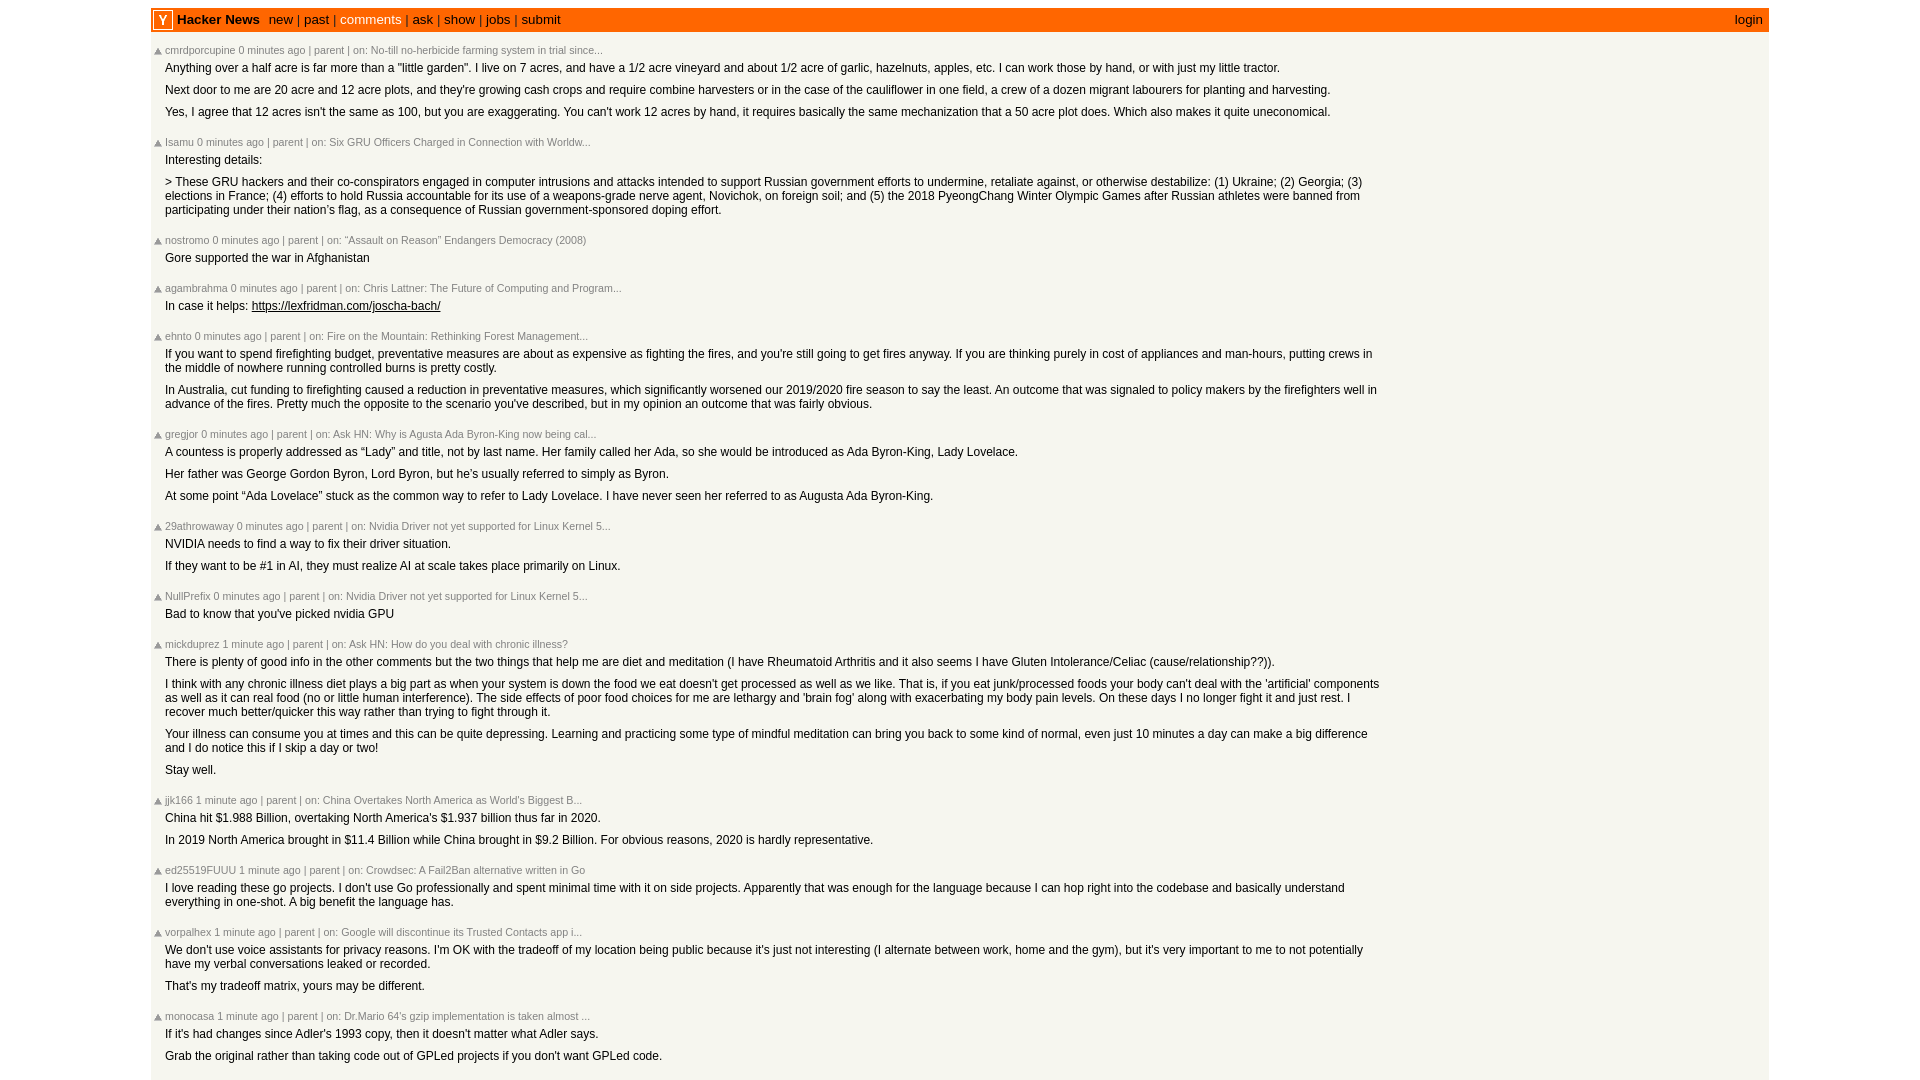 Y Hacker News new | past | comments | ask | show | jobs | submit login
cmrdporcupine 0 minutes ago | parent | on: No-till no-herbicide farming system in trial since...
Anything over a half acre is far more than a "little garden". I live on 7 acres, and have a 1/2 acre vineyard and about 1/2 acre of garlic, hazelnuts, apples, etc. I can work those by hand, or with just my little tractor.
Next door to me are 20 acre and 12 acre plots, and they're growing cash crops and require combine harvesters or in the case of the cauliflower in one field, a crew of a dozen migrant labourers for planting and harvesting.
Yes, I agree that 12 acres isn't the same as 100, but you are exaggerating. You can't work 12 acres by hand, it requires basically the same mechanization that a 50 acre plot does. Which also makes it quite uneconomical.
Isamu 0 minutes ago | parent | on: Six GRU Officers Charged in Connection with Worldw...
Interesting details:
> These GRU hackers and their co-conspirators engaged in computer intrusions and attacks intended to support Russian government efforts to undermine, retaliate against, or otherwise destabilize: (1) Ukraine; (2) Georgia; (3)
elections in France; (4) efforts to hold Russia accountable for its use of a weapons-grade nerve agent, Novichok, on foreign soil; and (5) the 2018 PyeongChang Winter Olympic Games after Russian athletes were banned from
participating under their nation’s flag, as a consequence of Russian government-sponsored doping effort.
nostromo 0 minutes ago | parent | on: “Assault on Reason” Endangers Democracy (2008)
Gore supported the war in Afghanistan
agambrahma 0 minutes ago | parent | on: Chris Lattner: The Future of Computing and Program...
In case it helps: https://lexfridman.com/joscha-bach/
ehnto 0 minutes ago | parent | on: Fire on the Mountain: Rethinking Forest Management...
If you want to spend firefighting budget, preventative measures are about as expensive as fighting the fires, and you're still going to get fires anyway. If you are thinking purely in cost of appliances and man-hours, putting crews in
the middle of nowhere running controlled burns is pretty costly.
In Australia, cut funding to firefighting caused a reduction in preventative measures, which significantly worsened our 2019/2020 fire season to say the least. An outcome that was signaled to policy makers by the firefighters well in
advance of the fires. Pretty much the opposite to the scenario you've described, but in my opinion an outcome that was fairly obvious.
gregjor 0 minutes ago | parent | on: Ask HN: Why is Agusta Ada Byron-King now being cal...
A countess is properly addressed as “Lady” and title, not by last name. Her family called her Ada, so she would be introduced as Ada Byron-King, Lady Lovelace.
Her father was George Gordon Byron, Lord Byron, but he’s usually referred to simply as Byron.
At some point “Ada Lovelace” stuck as the common way to refer to Lady Lovelace. I have never seen her referred to as Augusta Ada Byron-King.
29athrowaway 0 minutes ago | parent | on: Nvidia Driver not yet supported for Linux Kernel 5...
NVIDIA needs to find a way to fix their driver situation.
If they want to be #1 in AI, they must realize AI at scale takes place primarily on Linux.
NullPrefix 0 minutes ago | parent | on: Nvidia Driver not yet supported for Linux Kernel 5...
Bad to know that you've picked nvidia GPU
mickduprez 1 minute ago | parent | on: Ask HN: How do you deal with chronic illness?
There is plenty of good info in the other comments but the two things that help me are diet and meditation (I have Rheumatoid Arthritis and it also seems I have Gluten Intolerance/Celiac (cause/relationship??)).
I think with any chronic illness diet plays a big part as when your system is down the food we eat doesn't get processed as well as we like. That is, if you eat junk/processed foods your body can't deal with the 'artificial' components
as well as it can real food (no or little human interference). The side effects of poor food choices for me are lethargy and 'brain fog' along with exacerbating my body pain levels. On these days I no longer fight it and just rest. I
recover much better/quicker this way rather than trying to fight through it.
Your illness can consume you at times and this can be quite depressing. Learning and practicing some type of mindful meditation can bring you back to some kind of normal, even just 10 minutes a day can make a big difference
and I do notice this if I skip a day or two!
Stay well.
jjk166 1 minute ago | parent | on: China Overtakes North America as World's Biggest B...
China hit $1.988 Billion, overtaking North America's $1.937 billion thus far in 2020.
In 2019 North America brought in $11.4 Billion while China brought in $9.2 Billion. For obvious reasons, 2020 is hardly representative.
ed25519FUUU 1 minute ago | parent | on: Crowdsec: A Fail2Ban alternative written in Go
I love reading these go projects. I don't use Go professionally and spent minimal time with it on side projects. Apparently that was enough for the language because I can hop right into the codebase and basically understand
everything in one-shot. A big benefit the language has.
vorpalhex 1 minute ago | parent | on: Google will discontinue its Trusted Contacts app i...
We don't use voice assistants for privacy reasons. I'm OK with the tradeoff of my location being public because it's just not interesting (I alternate between work, home and the gym), but it's very important to me to not potentially
have my verbal conversations leaked or recorded.
That's my tradeoff matrix, yours may be different.
monocasa 1 minute ago | parent | on: Dr.Mario 64's gzip implementation is taken almost ...
If it's had changes since Adler's 1993 copy, then it doesn't matter what Adler says.
Grab the original rather than taking code out of GPLed projects if you don't want GPLed code.